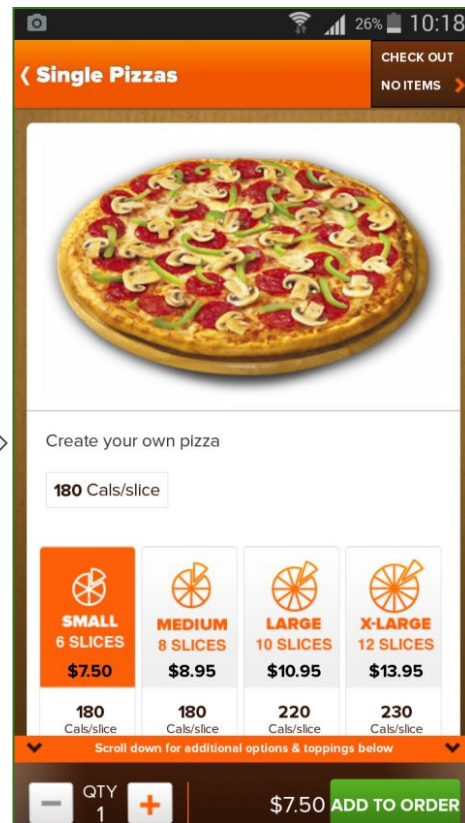 26% 10:18
Single Pizzas
CHECK OUT
NO ITEMS
Create your own pizza
180 Cals/slice
SMALL
6 SLICES
$7.50
180
Cals/slice
MEDIUM
8 SLICES
$8.95
180
Cals/slice
LARGE
10 SLICES
$10.95
220
Cals/slice
X-LARGE
12 SLICES
$13.95
230
Cals/slice
Scroll down for additional options & toppings below
QTY
1
$7.50 ADD TO ORDER